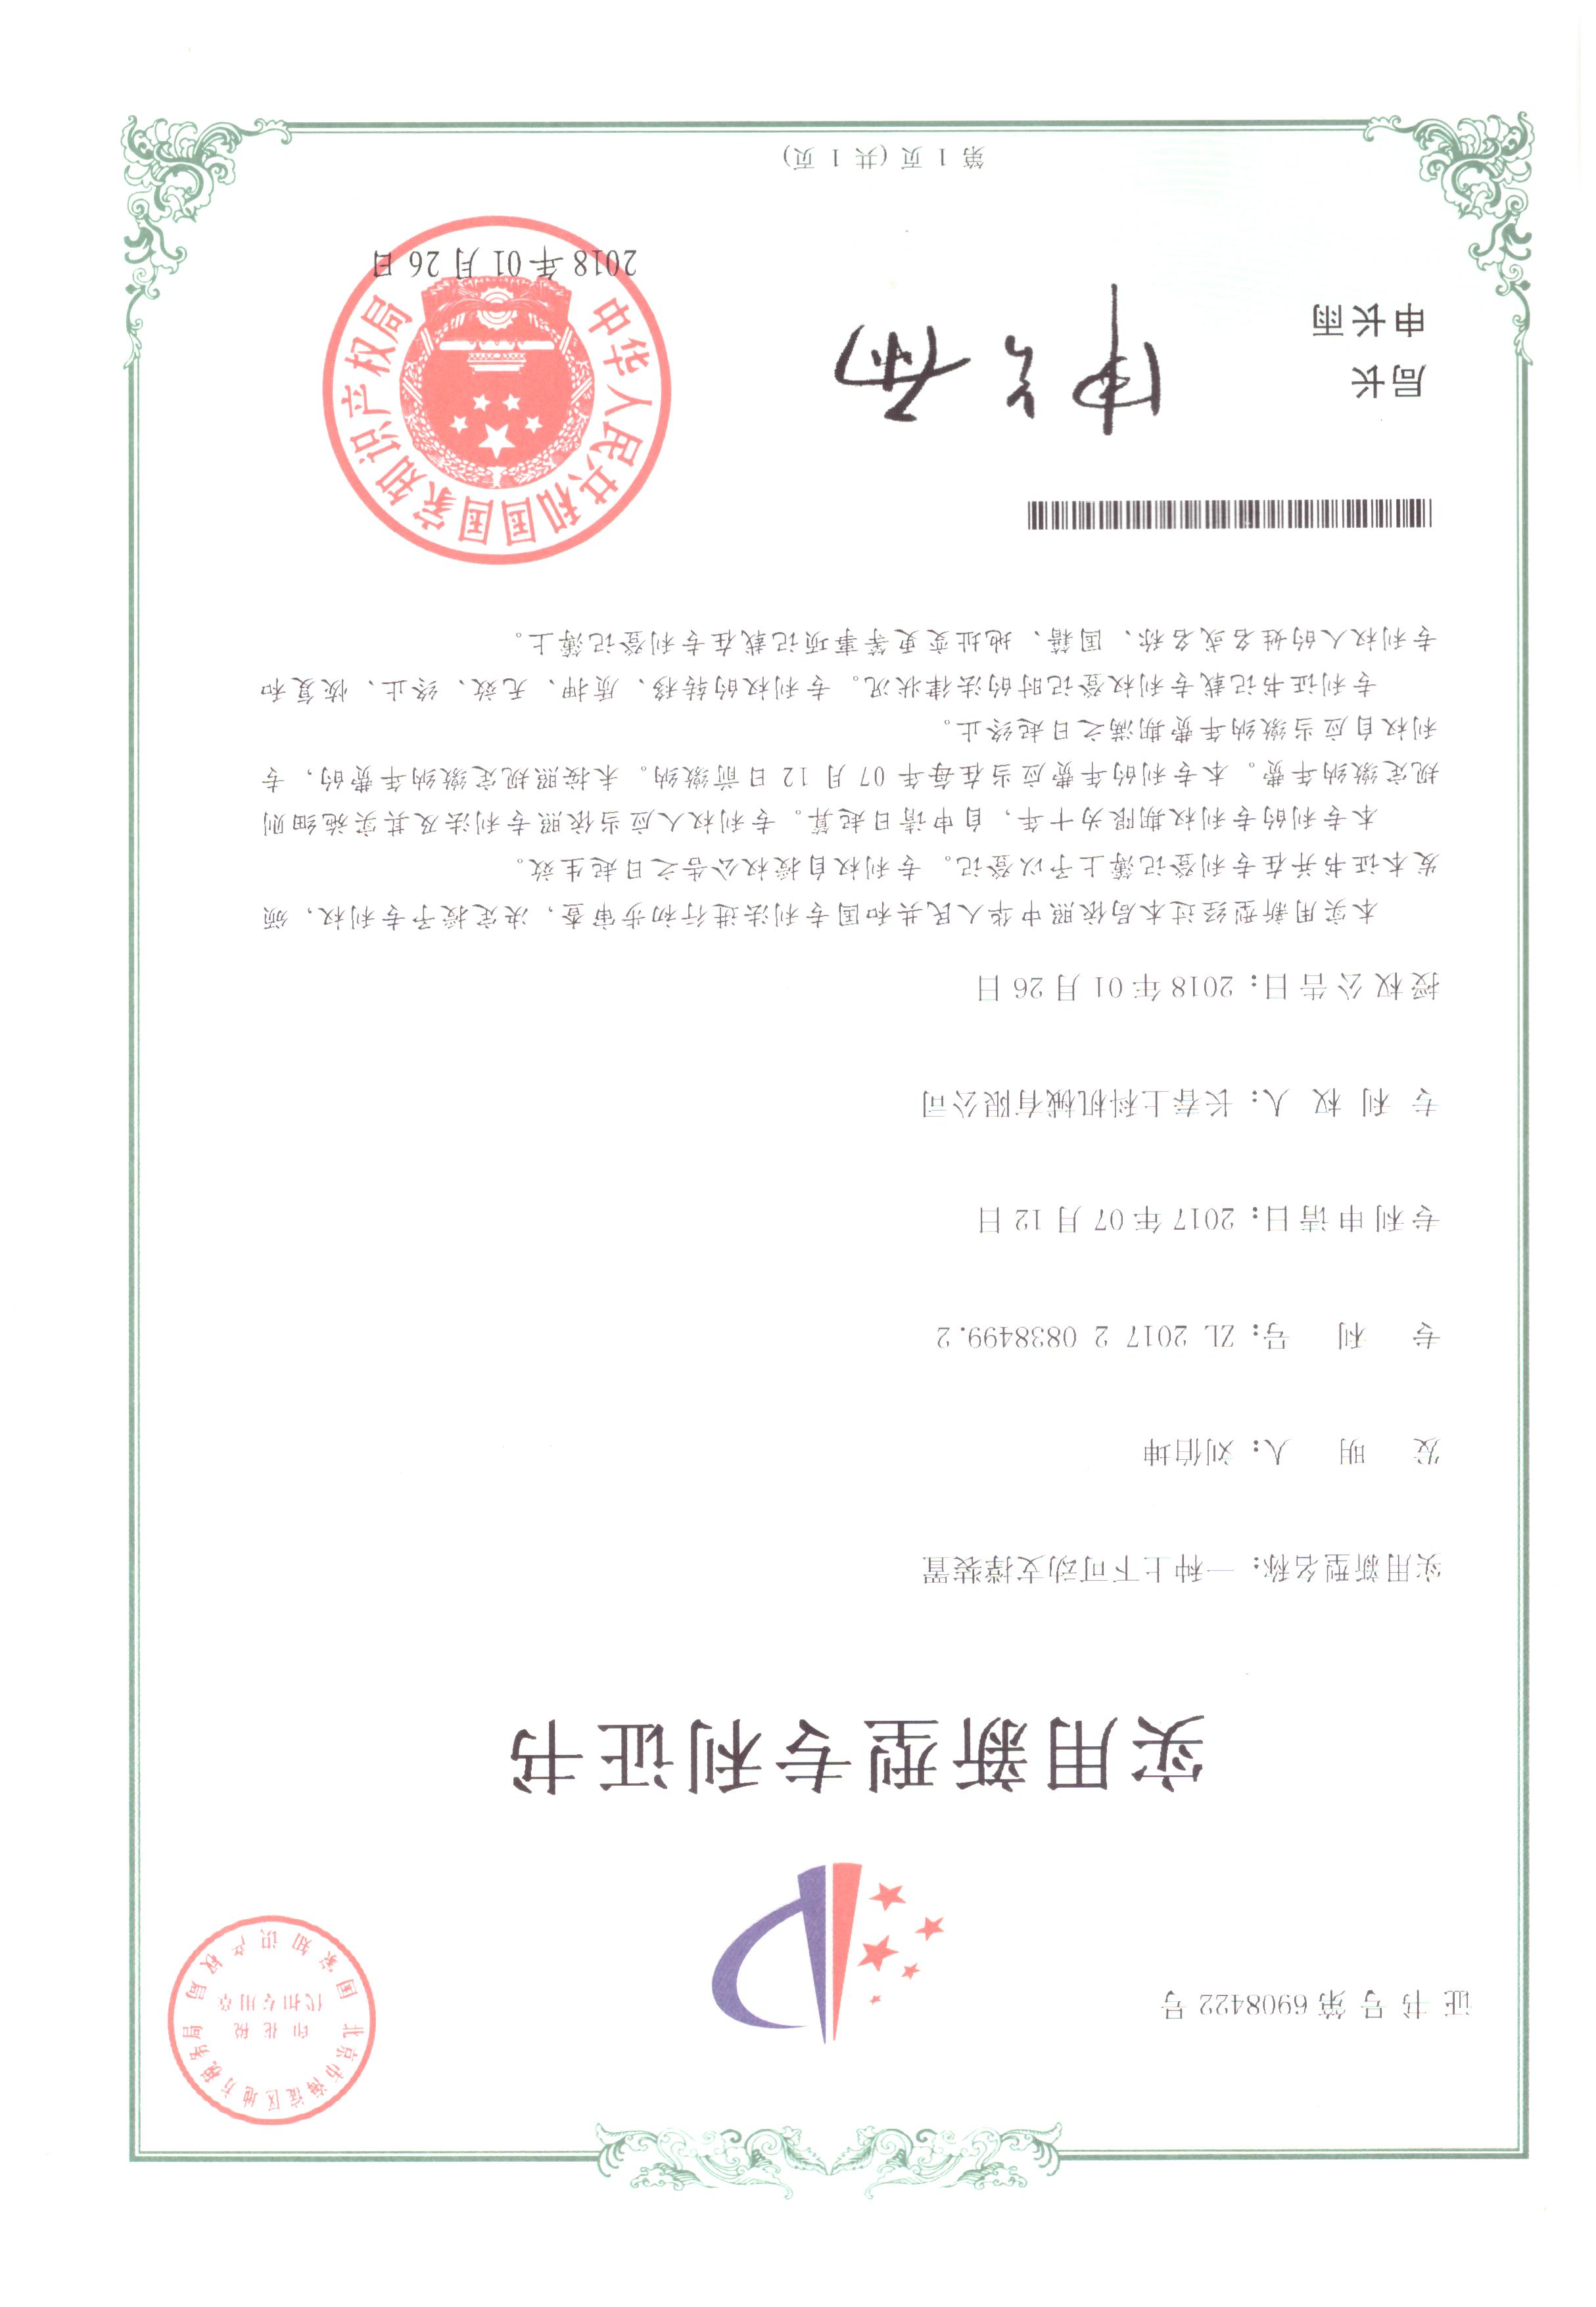 证书号第6908422号
北京市海淀区地方税务局
印花税
代扣专用章
国家知识产权局
实用新型专利证书
实用新型名称：一种上下可动支撑装置
发明人：刘伯坤
专利号：ZL 2017 2 0838499.2
专利申请日：2017年07月12日
专利权人：长春上科机械有限公司
授权公告日：2018年01月26日
本实用新型经过本局依照中华人民共和国专利法进行初步审查，决定授予专利权，颁
发本证书并在专利登记簿上予以登记。专利权自授权公告之日起生效。
本专利的专利权期限为十年，自申请日起算。专利权人应当依照专利法及其实施细则
规定缴纳年费。本专利的年费应当在每年07月12日前缴纳。未按照规定缴纳年费的，专
利权自应当缴纳年费期满之日起终止。
专利证书记载专利权登记时的法律状况。专利权的转移、质押、无效、终止、恢复和
专利权人的姓名或名称、国籍、地址变更等事项记载在专利登记簿上。
局长
申长雨
申长雨
中华人民共和国国家知识产权局
2018年01月26日
第 1 页 (共 1 页)